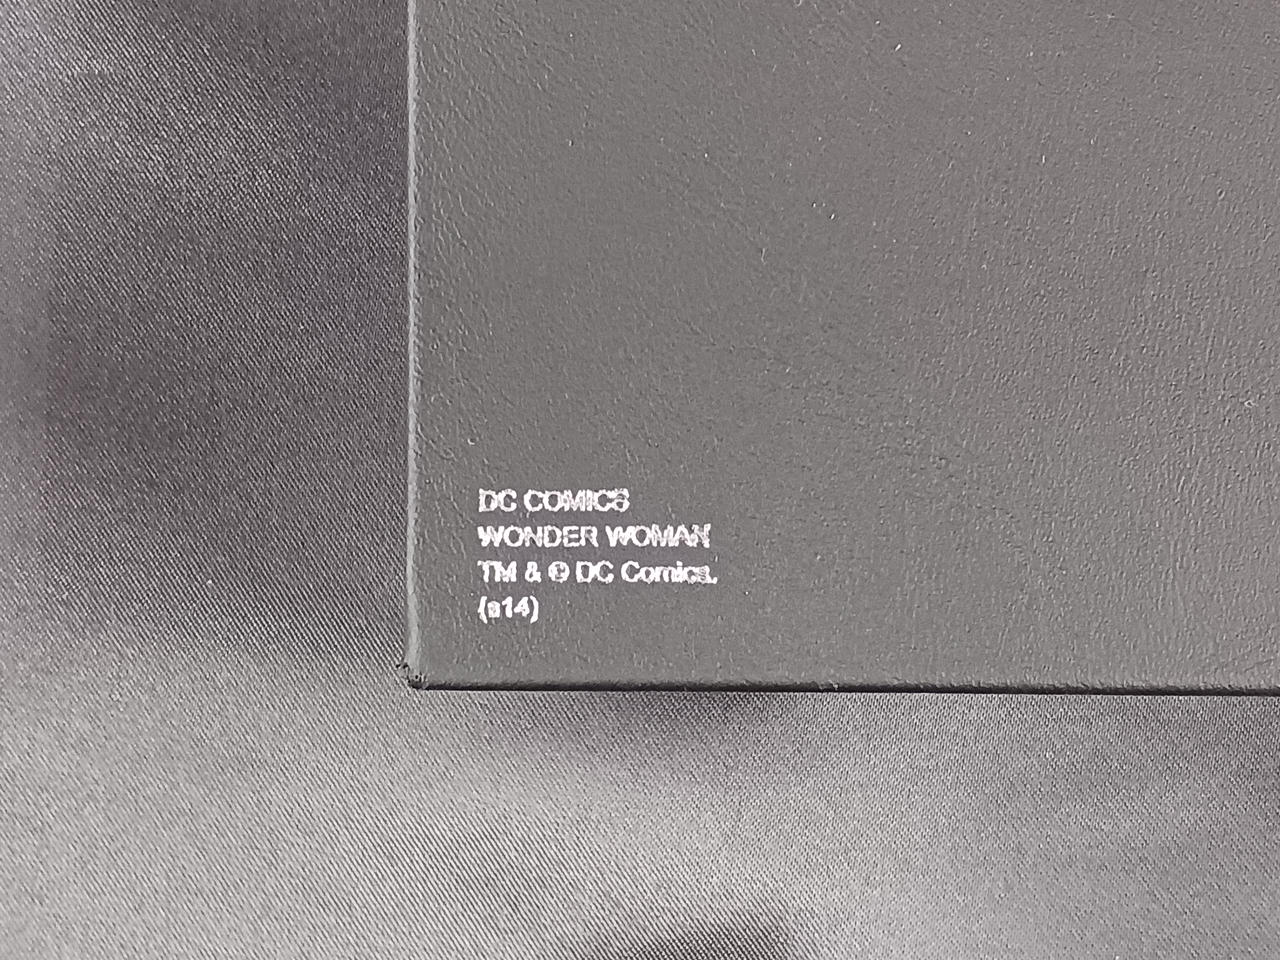 DC COMICS
WONDER WOMAN
TM & © DC Comics.
(s14)